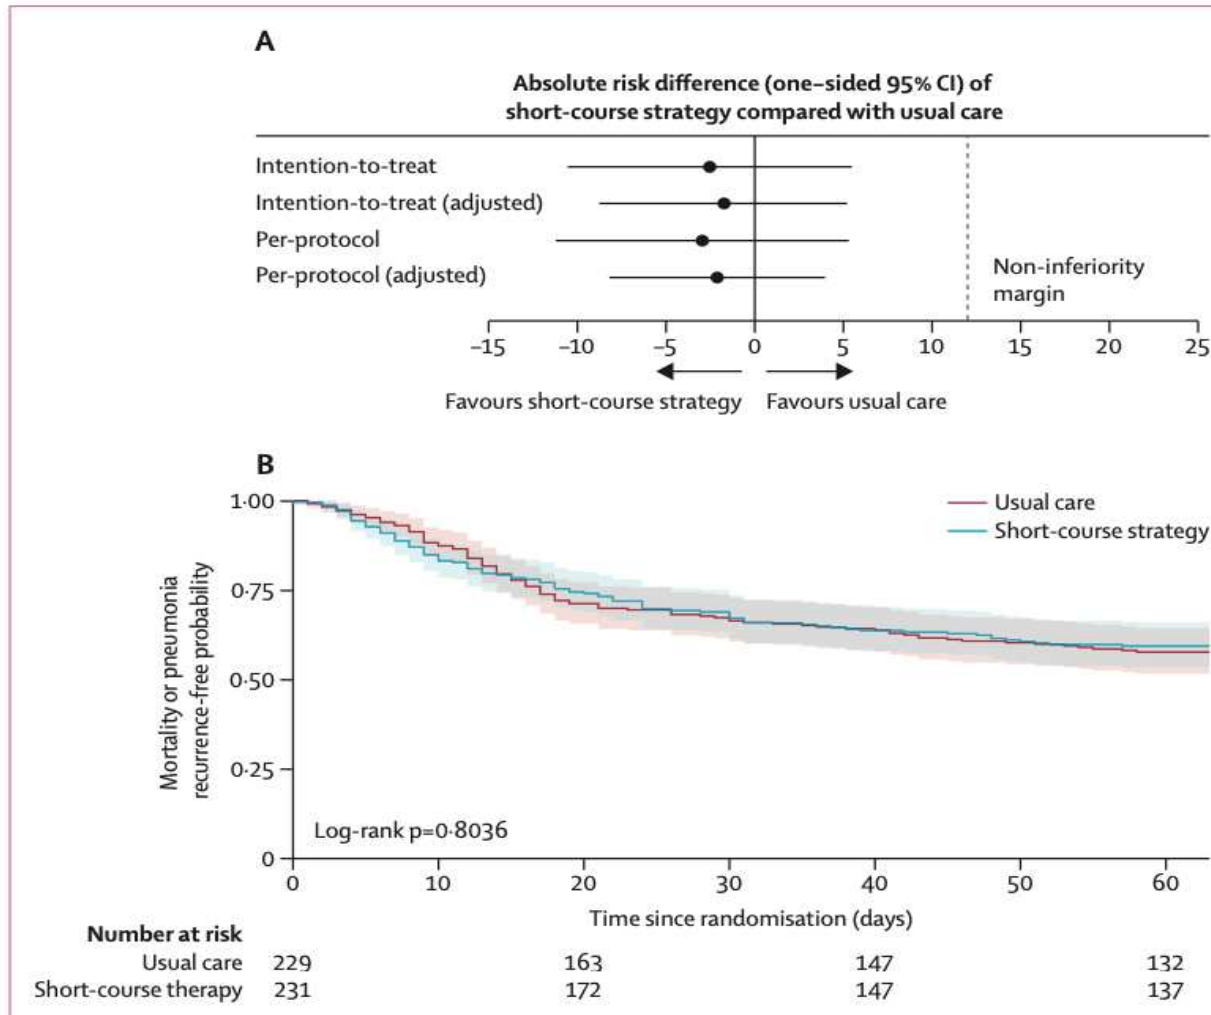 A
Absolute risk difference (one–sided 95% CI) of
short-course strategy compared with usual care
Intention-to-treat
Intention-to-treat (adjusted)
Per-protocol
Per-protocol (adjusted)
Non-inferiority
margin
–15 –10 –5 0 5 10 15 20 25
Favours short-course strategy Favours usual care
B
1·00
0·75
0·50
0·25
0
Mortality or pneumonia
recurrence-free probability
Usual care
Short-course strategy
Log-rank p=0·8036
0 10 20 30 40 50 60
Time since randomisation (days)
Number at risk
Usual care 229 163 147 132
Short-course therapy 231 172 147 137